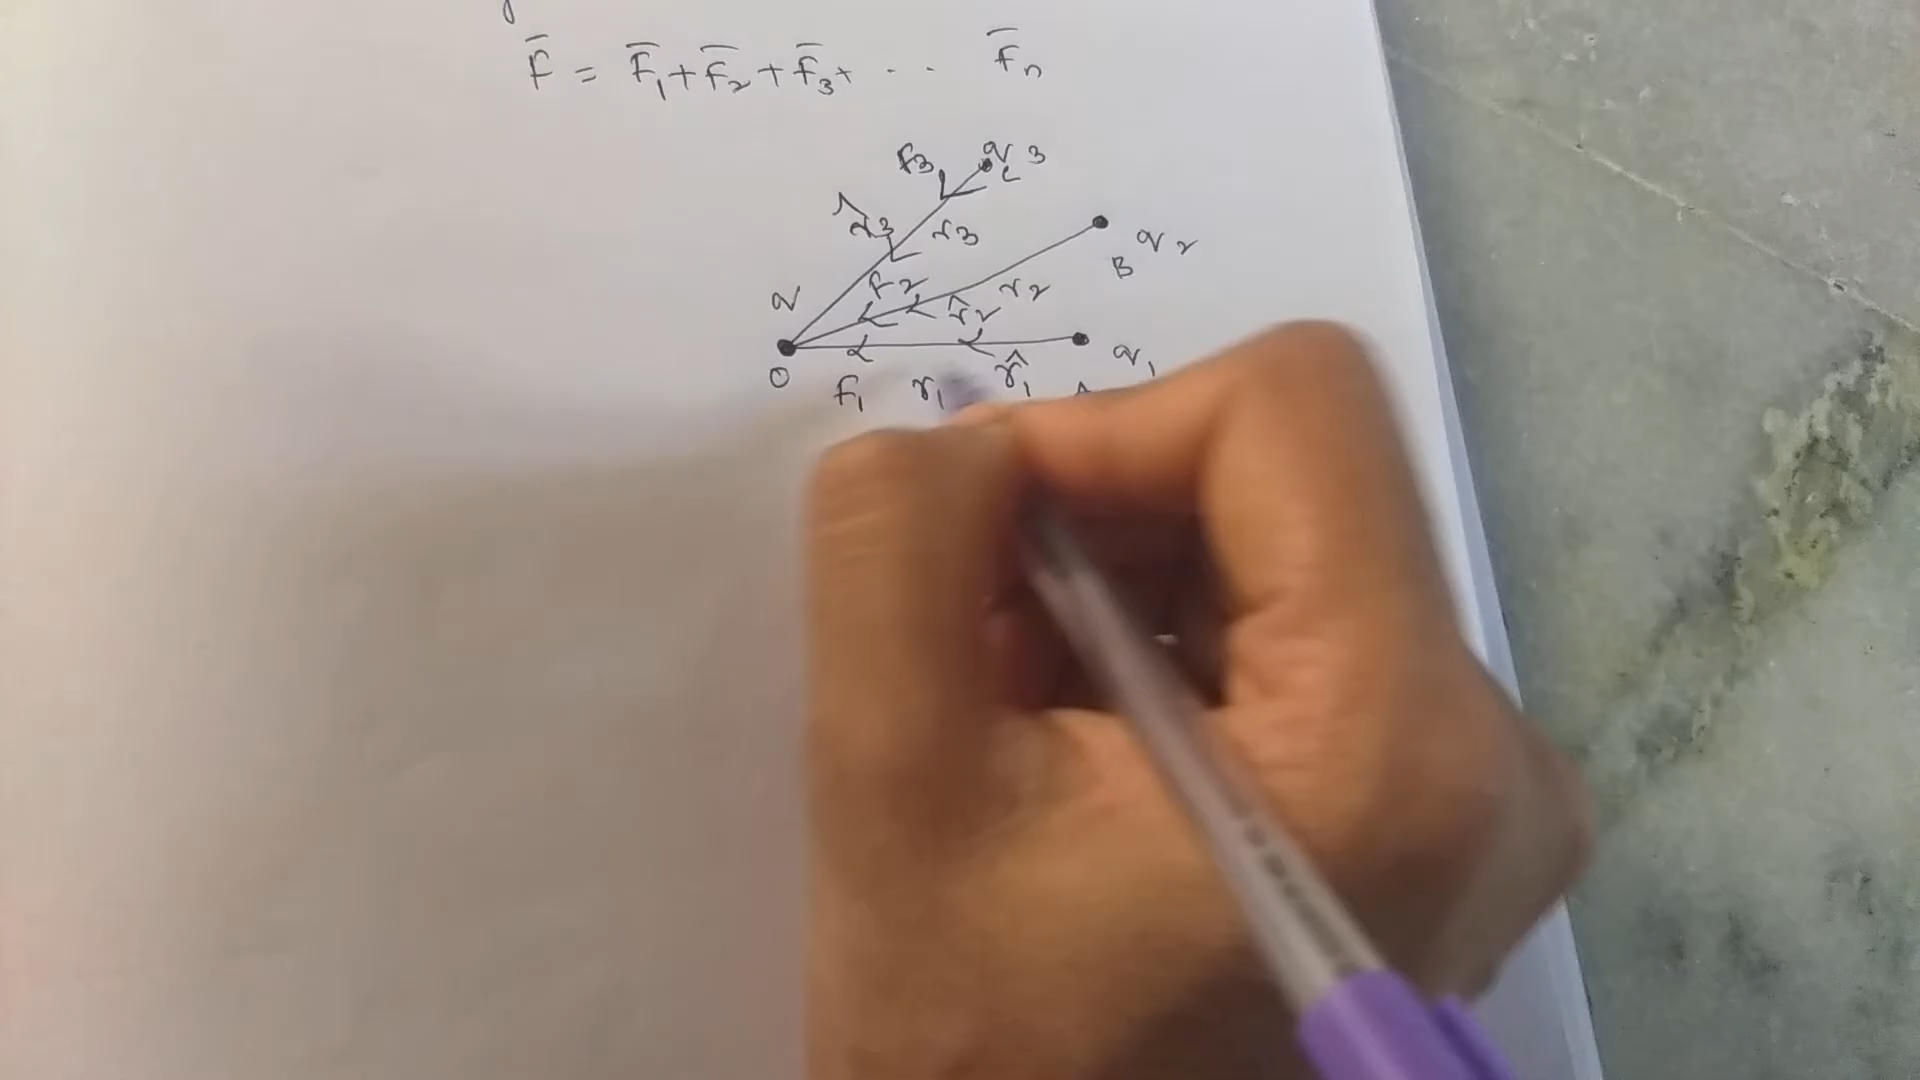 F̄ = F̄₁ + F̄₂ + F̄₃ + . . F̄ₙ
F₃ q₃
C
r̂₃ r₃
q₂
B
q F₂ r̂₂ r₂
q₁
O F₁ r₁ r̂₁